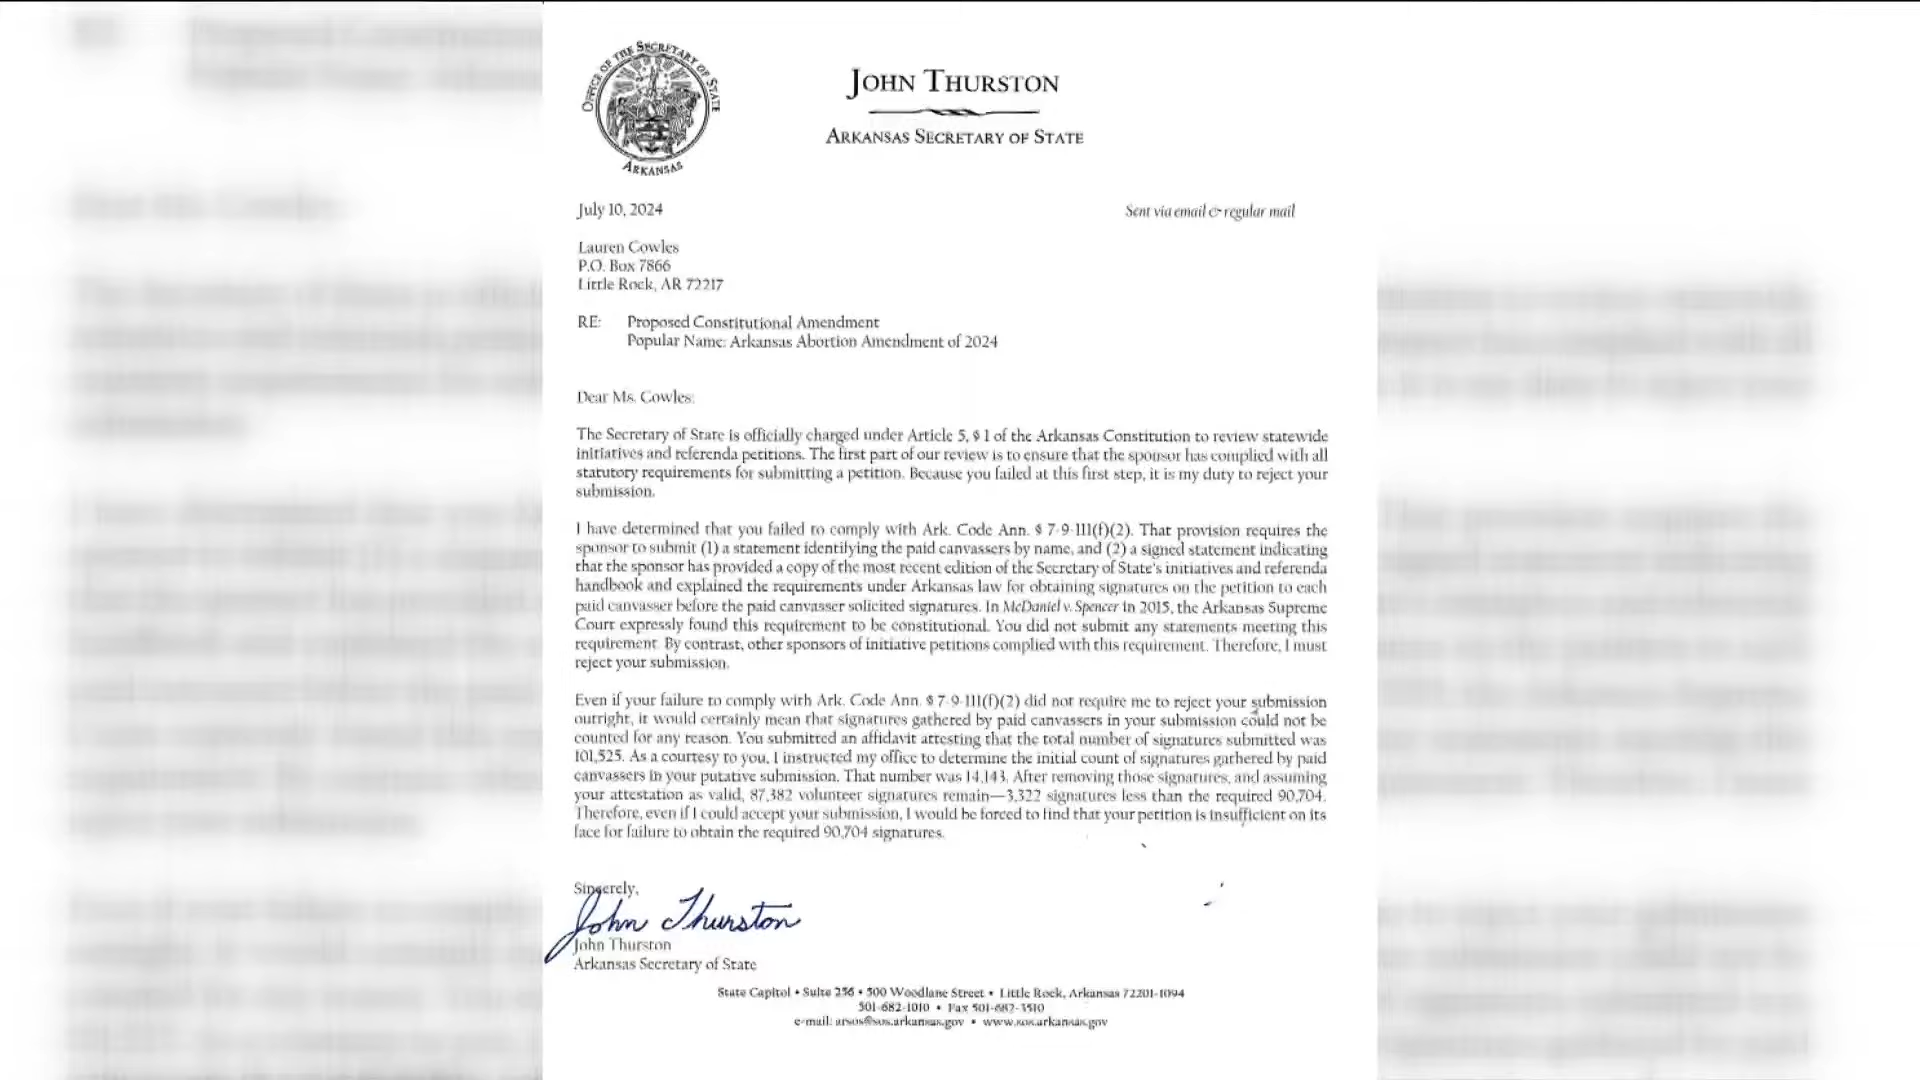 OFFICE OF THE SECRETARY OF STATE
ARKANSAS
JOHN THURSTON
ARKANSAS SECRETARY OF STATE
July 10, 2024
Sent via email & regular mail
Lauren Cowles
P.O. Box 7866
Little Rock, AR 72217
RE: Proposed Constitutional Amendment
Popular Name: Arkansas Abortion Amendment of 2024
Dear Ms. Cowles:
The Secretary of State is officially charged under Article 5, § 1 of the Arkansas Constitution to review statewide
initiatives and referenda petitions. The first part of our review is to ensure that the sponsor has complied with all
statutory requirements for submitting a petition. Because you failed at this first step, it is my duty to reject your
submission.
I have determined that you failed to comply with Ark. Code Ann. § 7-9-111(f)(2). That provision requires the
sponsor to submit (1) a statement identifying the paid canvassers by name, and (2) a signed statement indicating
that the sponsor has provided a copy of the most recent edition of the Secretary of State's initiatives and referenda
handbook and explained the requirements under Arkansas law for obtaining signatures on the petition to each
paid canvasser before the paid canvasser solicited signatures. In McDaniel v. Spencer in 2015, the Arkansas Supreme
Court expressly found this requirement to be constitutional. You did not submit any statements meeting this
requirement. By contrast, other sponsors of initiative petitions complied with this requirement. Therefore, I must
reject your submission.
Even if your failure to comply with Ark. Code Ann. § 7-9-111(f)(2) did not require me to reject your submission
outright, it would certainly mean that signatures gathered by paid canvassers in your submission could not be
counted for any reason. You submitted an affidavit attesting that the total number of signatures submitted was
101,525. As a courtesy to you, I instructed my office to determine the initial count of signatures gathered by paid
canvassers in your putative submission. That number was 14,143. After removing those signatures, and assuming
your attestation as valid, 87,382 volunteer signatures remain—3,322 signatures less than the required 90,704.
Therefore, even if I could accept your submission, I would be forced to find that your petition is insufficient on its
face for failure to obtain the required 90,704 signatures.
Sincerely,
John Thurston
John Thurston
Arkansas Secretary of State
State Capitol • Suite 256 • 500 Woodlane Street • Little Rock, Arkansas 72201-1094
501-682-1010 • Fax 501-682-3510
e-mail: arsos@sos.arkansas.gov • www.sos.arkansas.gov